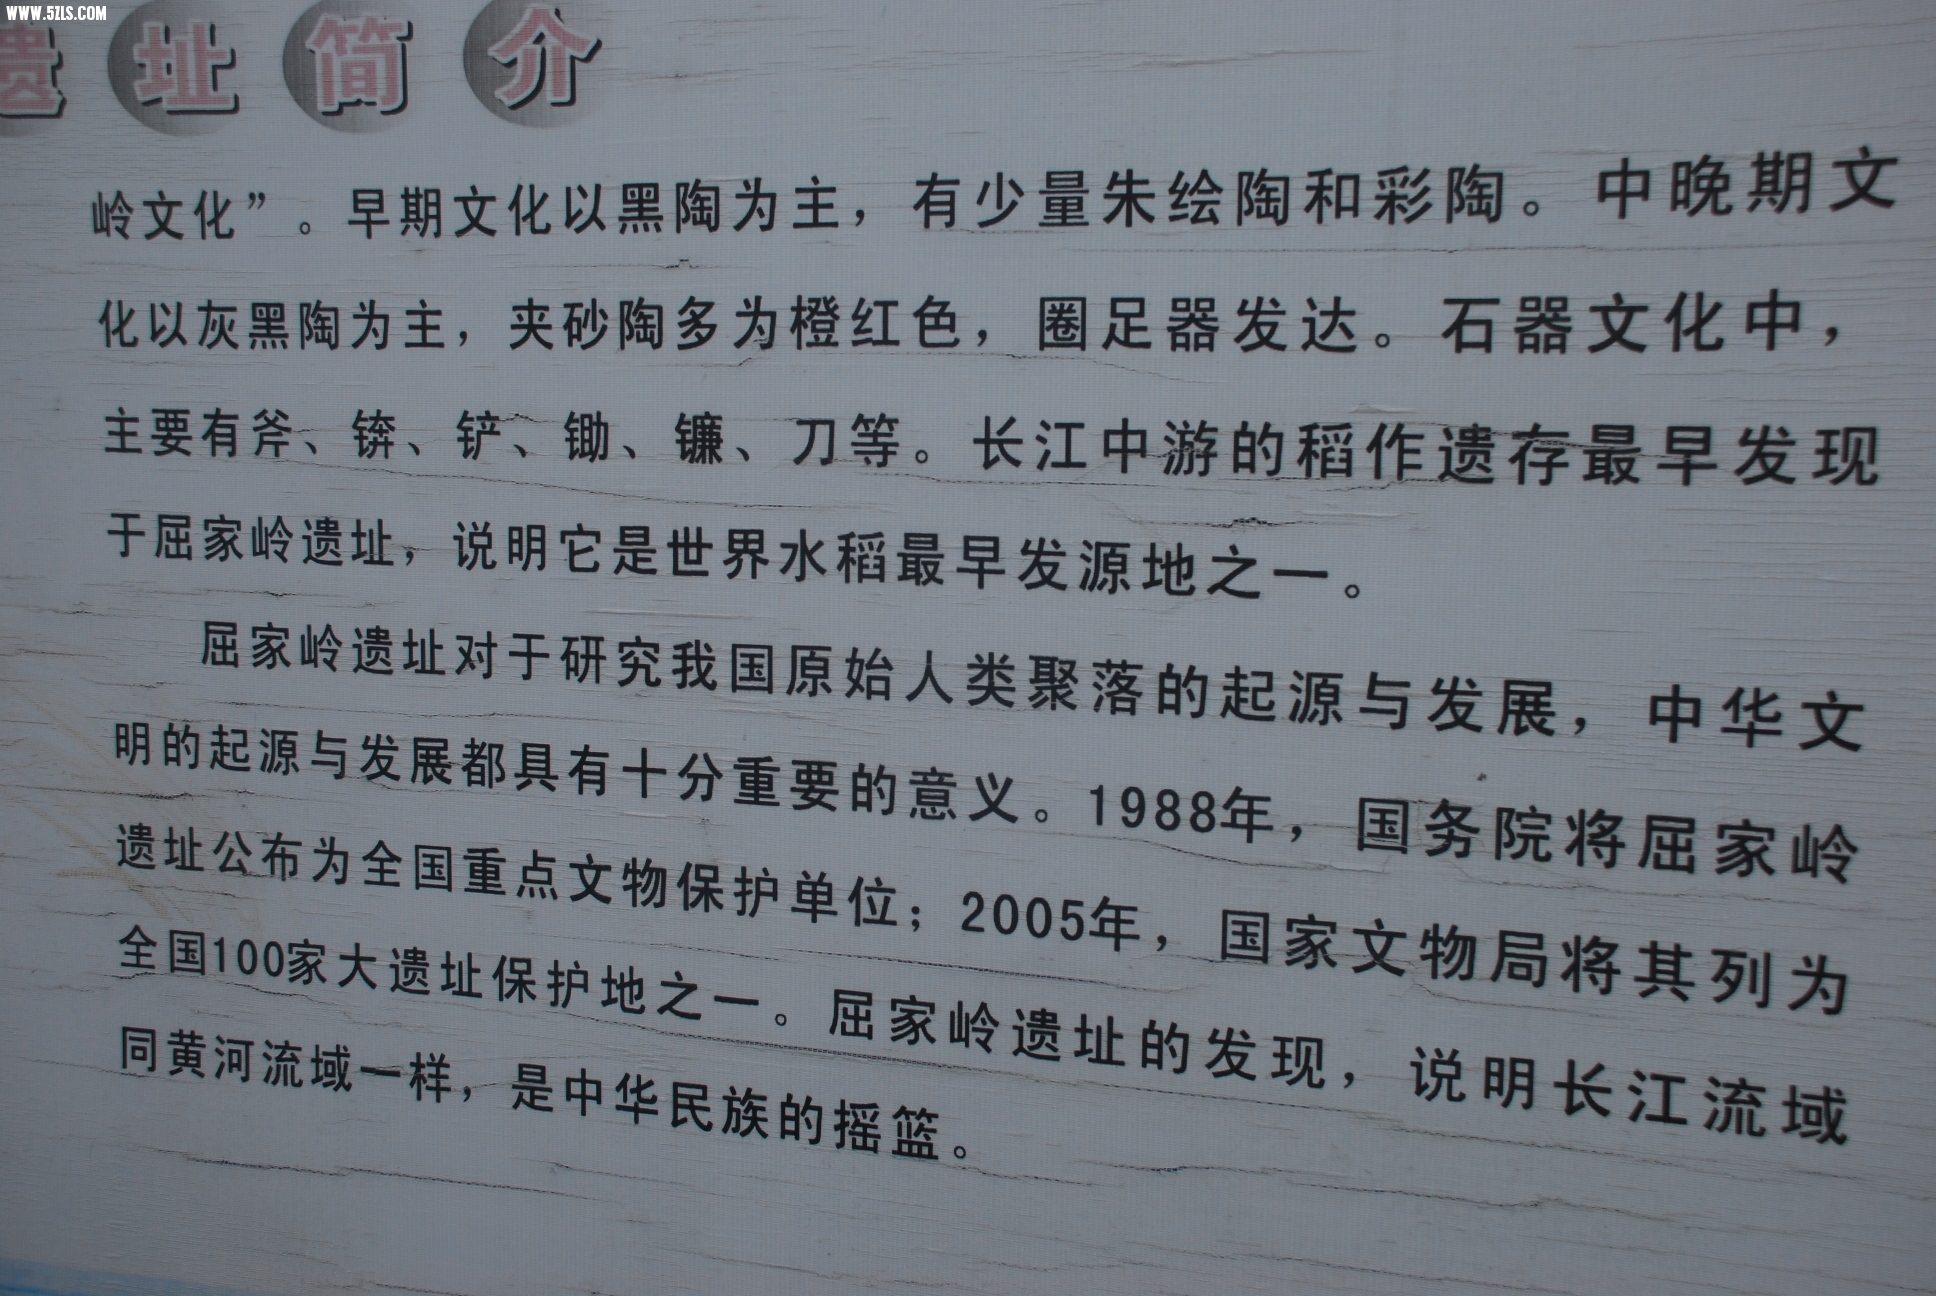 WWW.5ZLS.COM
遗址简介
岭文化”。早期文化以黑陶为主，有少量朱绘陶和彩陶。中晚期文
化以灰黑陶为主，夹砂陶多为橙红色，圈足器发达。石器文化中，
主要有斧、锛、铲、锄、镰、刀等。长江中游的稻作遗存最早发现
于屈家岭遗址，说明它是世界水稻最早发源地之一。
屈家岭遗址对于研究我国原始人类聚落的起源与发展，中华文
明的起源与发展都具有十分重要的意义。1988年，国务院将屈家岭
遗址公布为全国重点文物保护单位；2005年，国家文物局将其列为
全国100家大遗址保护地之一。屈家岭遗址的发现，说明长江流域
同黄河流域一样，是中华民族的摇篮。